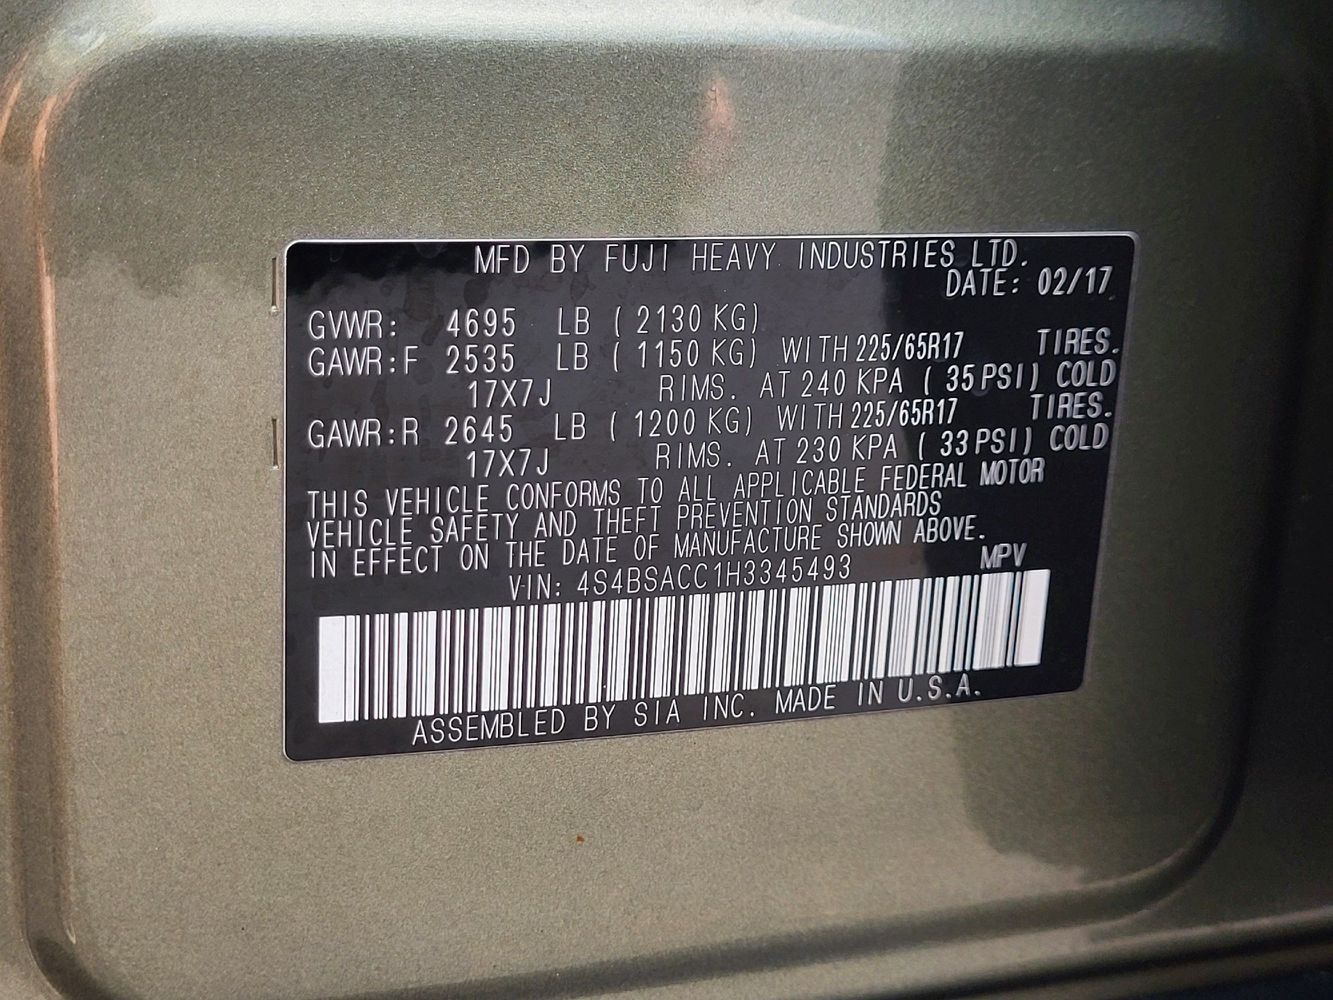 MFD BY FUJI HEAVY INDUSTRIES LTD.
DATE: 02/17
GVWR: 4695 LB ( 2130 KG)
GAWR:F 2535 LB ( 1150 KG) WITH 225/65R17 TIRES.
17X7J RIMS. AT 240 KPA ( 35 PSI) COLD
GAWR:R 2645 LB ( 1200 KG) WITH 225/65R17 TIRES.
17X7J RIMS. AT 230 KPA ( 33 PSI) COLD
THIS VEHICLE CONFORMS TO ALL APPLICABLE FEDERAL MOTOR
VEHICLE SAFETY AND THEFT PREVENTION STANDARDS
IN EFFECT ON THE DATE OF MANUFACTURE SHOWN ABOVE.
VIN: 4S4BSACC1H3345493 MPV
ASSEMBLED BY SIA INC. MADE IN U.S.A.